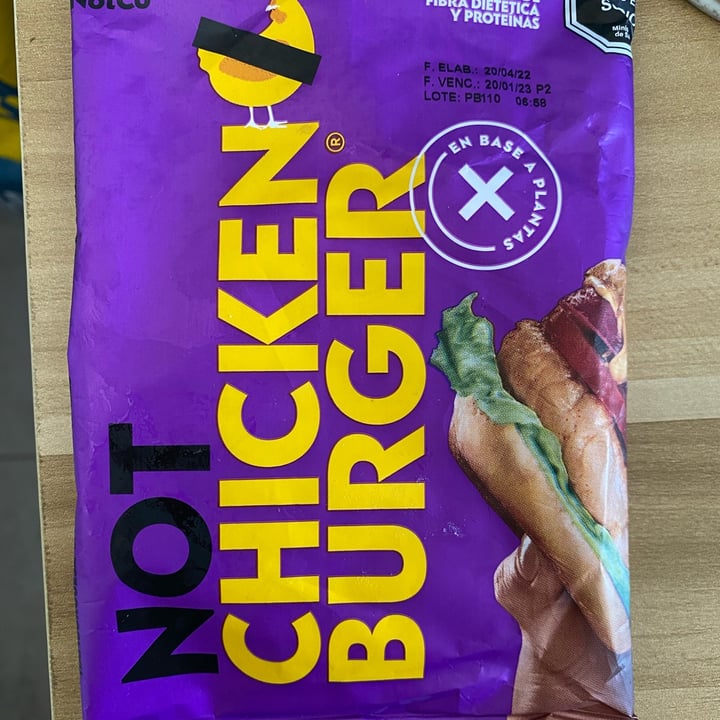 NotCo
FIBRA DIETÉTICA
Y PROTEÍNAS
F. ELAB.: 20/04/22
F. VENC.: 20/01/23 P2
LOTE: PB110 06:58
EN BASE A PLANTAS
NOT
CHICKEN
BURGER®